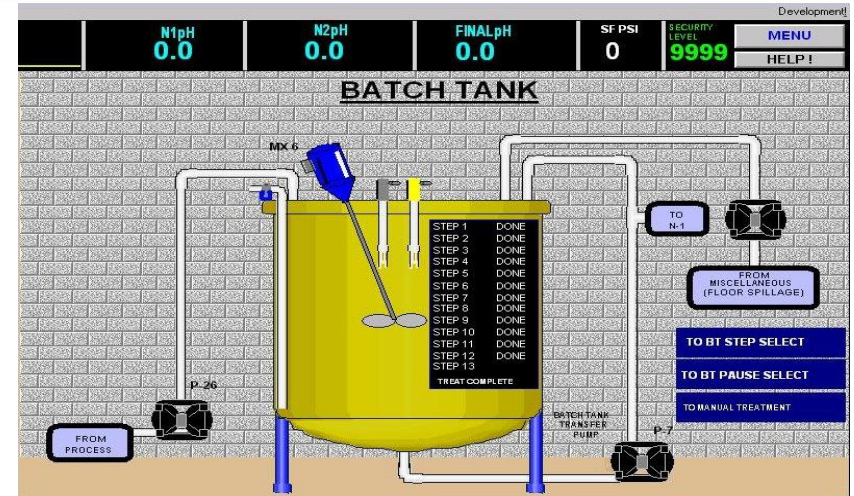 Development!
N1pH
0.0
N2pH
0.0
FINALpH
0.0
SF PSI
0
SECURITY
LEVEL
9999
MENU
HELP !
BATCH TANK
MX 6
STEP 1 DONE
STEP 2 DONE
STEP 3 DONE
STEP 4 DONE
STEP 5 DONE
STEP 6 DONE
STEP 7 DONE
STEP 8 DONE
STEP 9 DONE
STEP 10 DONE
STEP 11 DONE
STEP 12 DONE
STEP 13
TREAT COMPLETE
TO
N-1
FROM
MISCELLANEOUS
(FLOOR SPILLAGE)
TO BT STEP SELECT
TO BT PAUSE SELECT
TO MANUAL TREATMENT
P-26
FROM
PROCESS
BATCH TANK
TRANSFER
PUMP
P-7